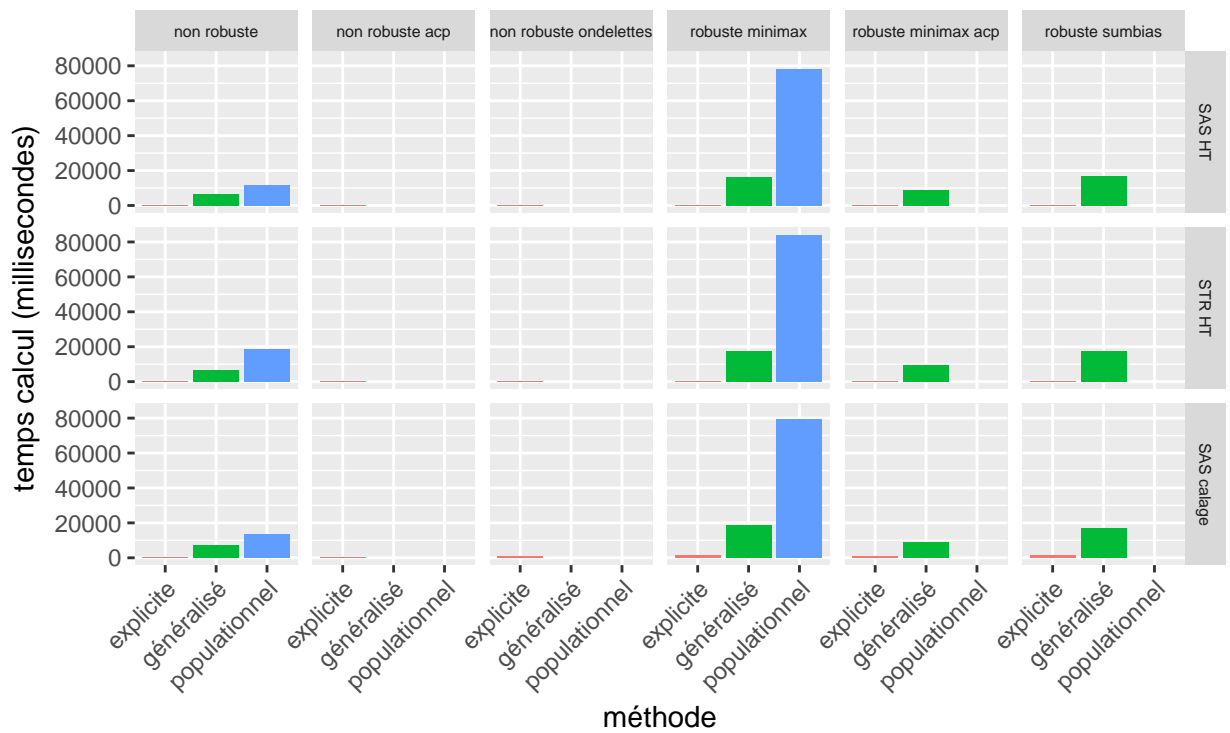 non robuste
non robuste acp
non robuste ondelettes
robuste minimax
robuste minimax acp
robuste sumbias
temps calcul (millisecondes)
80000
60000
40000
20000
0
SAS HT
80000
60000
40000
20000
0
STR HT
80000
60000
40000
20000
0
SAS calage
explicite
généralisé
populationnel
explicite
généralisé
populationnel
explicite
généralisé
populationnel
explicite
généralisé
populationnel
explicite
généralisé
populationnel
explicite
généralisé
populationnel
méthode